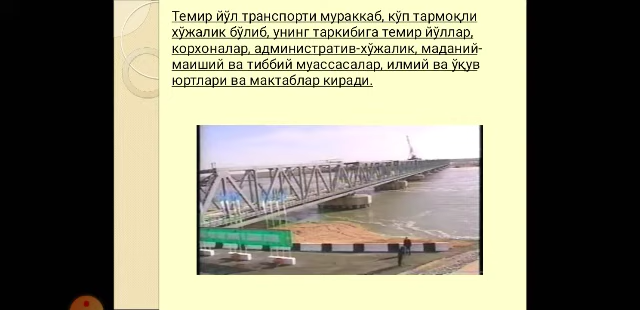 Темир йўл транспорти мураккаб, кўп тармоқли
хўжалик бўлиб, унинг таркибига темир йўллар,
корхоналар, административ-хўжалик, маданий-
маиший ва тиббий муассасалар, илмий ва ўқув
юртлари ва мактаблар киради.